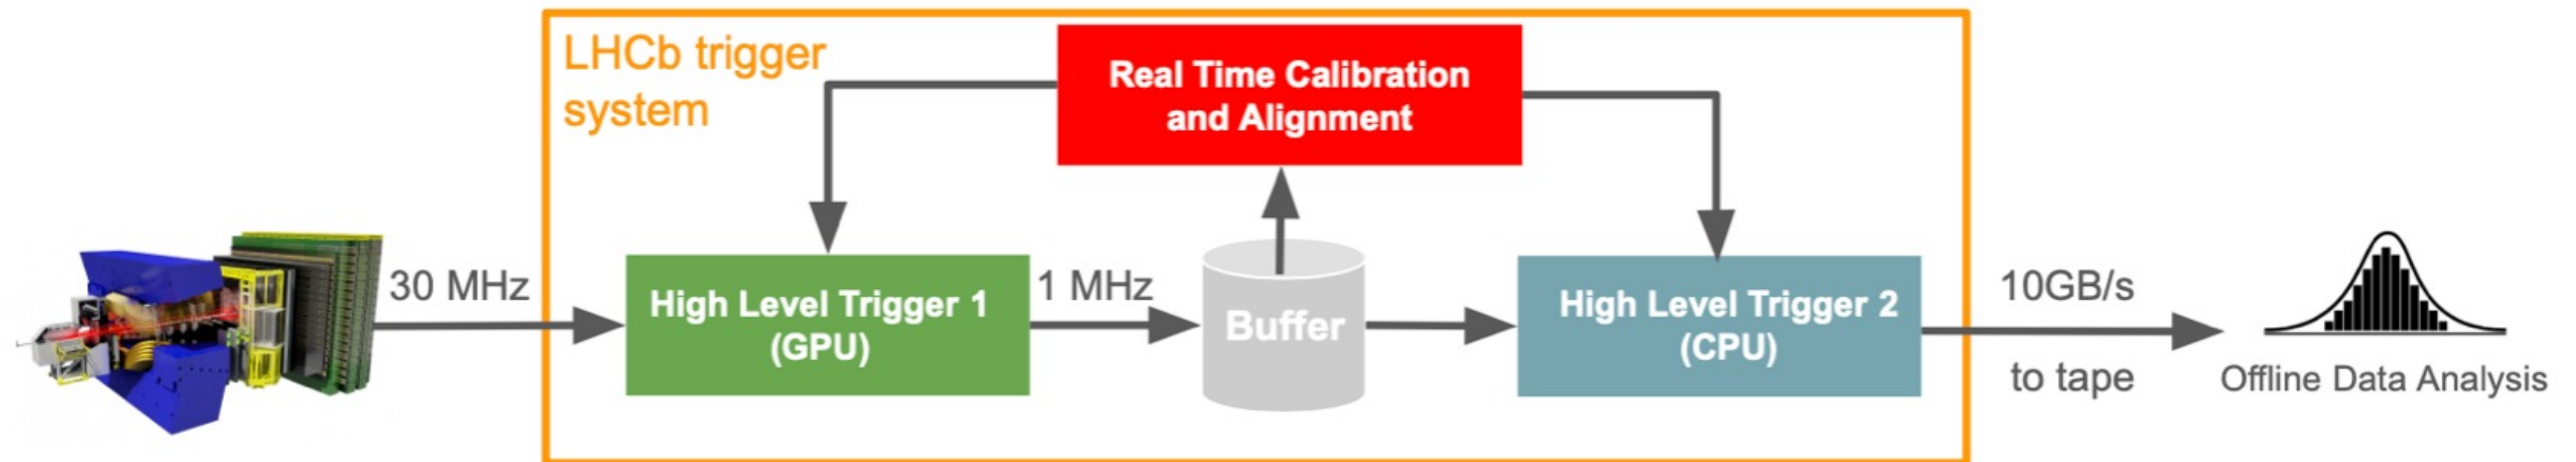 LHCb trigger
system
Real Time Calibration
and Alignment
30 MHz
High Level Trigger 1
(GPU)
1 MHz
Buffer
High Level Trigger 2
(CPU)
10GB/s
to tape
Offline Data Analysis